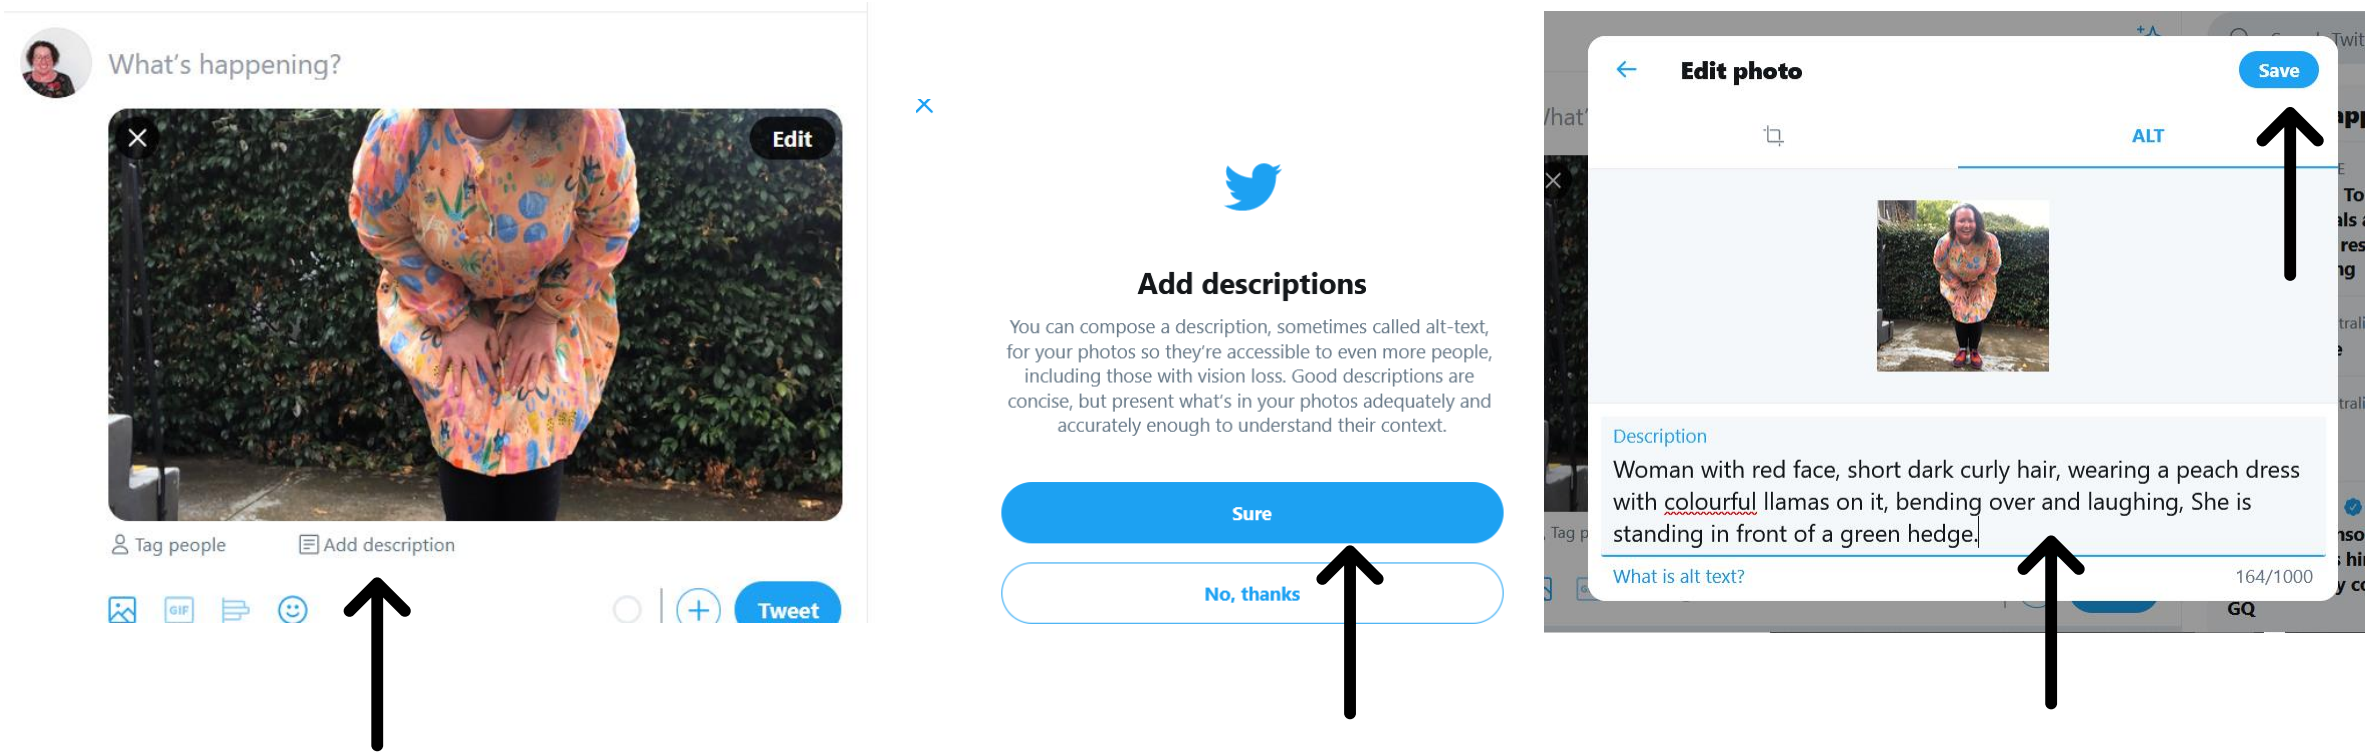 What's happening?
Edit
Tag people
Add description
GIF
Tweet
Add descriptions
You can compose a description, sometimes called alt-text,
for your photos so they're accessible to even more people,
including those with vision loss. Good descriptions are
concise, but present what's in your photos adequately and
accurately enough to understand their context.
Sure
No, thanks
Edit photo
Save
ALT
Description
Woman with red face, short dark curly hair, wearing a peach dress
with colourful llamas on it, bending over and laughing, She is
standing in front of a green hedge.
What is alt text?
164/1000
Tag p
To
GQ